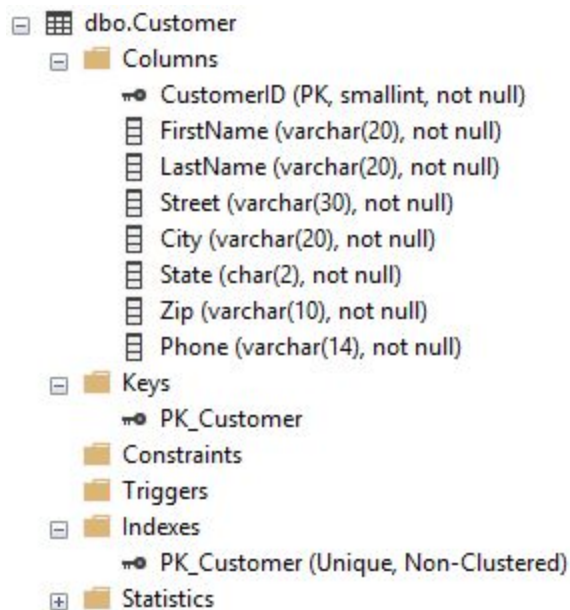 dbo.Customer
Columns
CustomerID (PK, smallint, not null)
FirstName (varchar(20), not null)
LastName (varchar(20), not null)
Street (varchar(30), not null)
City (varchar(20), not null)
State (char(2), not null)
Zip (varchar(10), not null)
Phone (varchar(14), not null)
Keys
PK_Customer
Constraints
Triggers
Indexes
PK_Customer (Unique, Non-Clustered)
Statistics